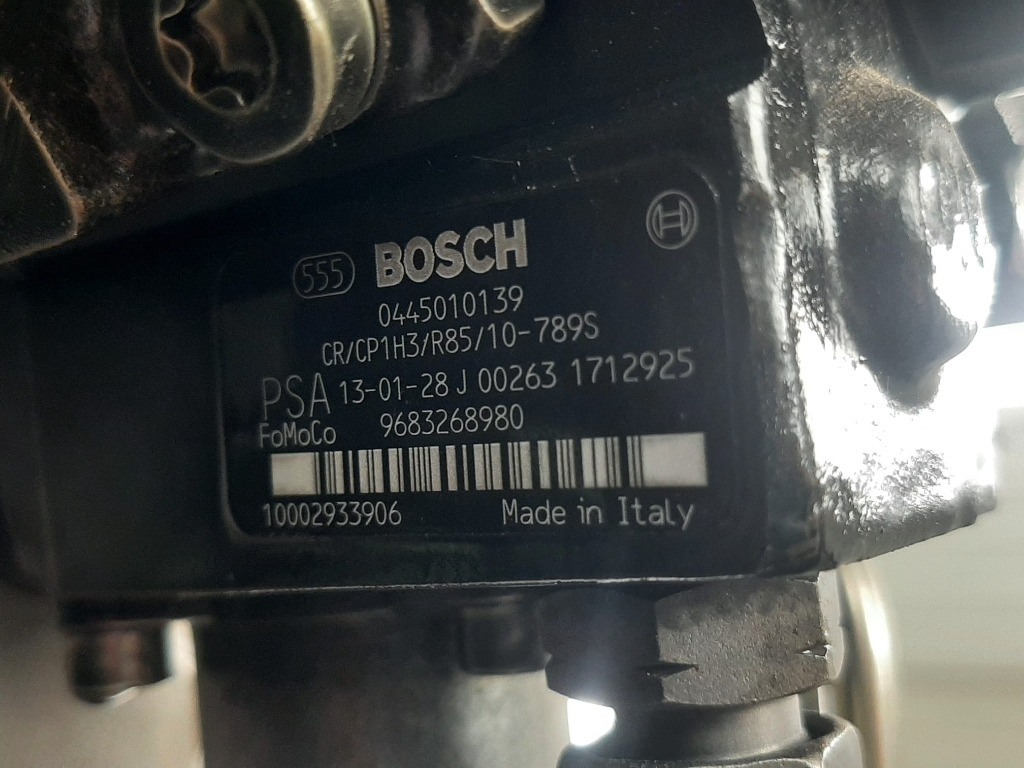 555 BOSCH
0445010139
CR/CP1H3/R85/10-789S
PSA 13-01-28 J 00263 1712925
FoMoCo 9683268980
10002933906 Made in Italy